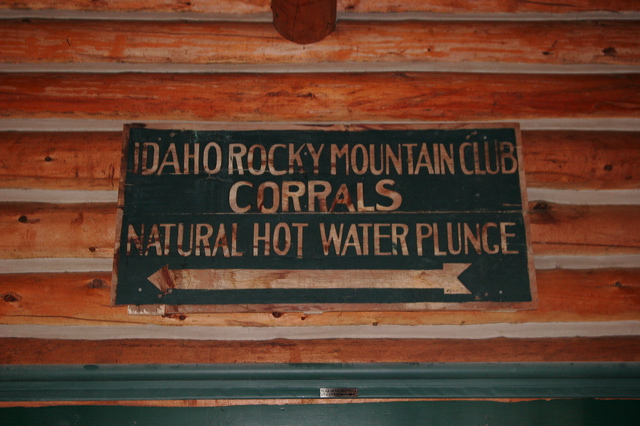 IDAHO ROCKY MOUNTAIN CLUB
CORRALS
NATURAL HOT WATER PLUNGE